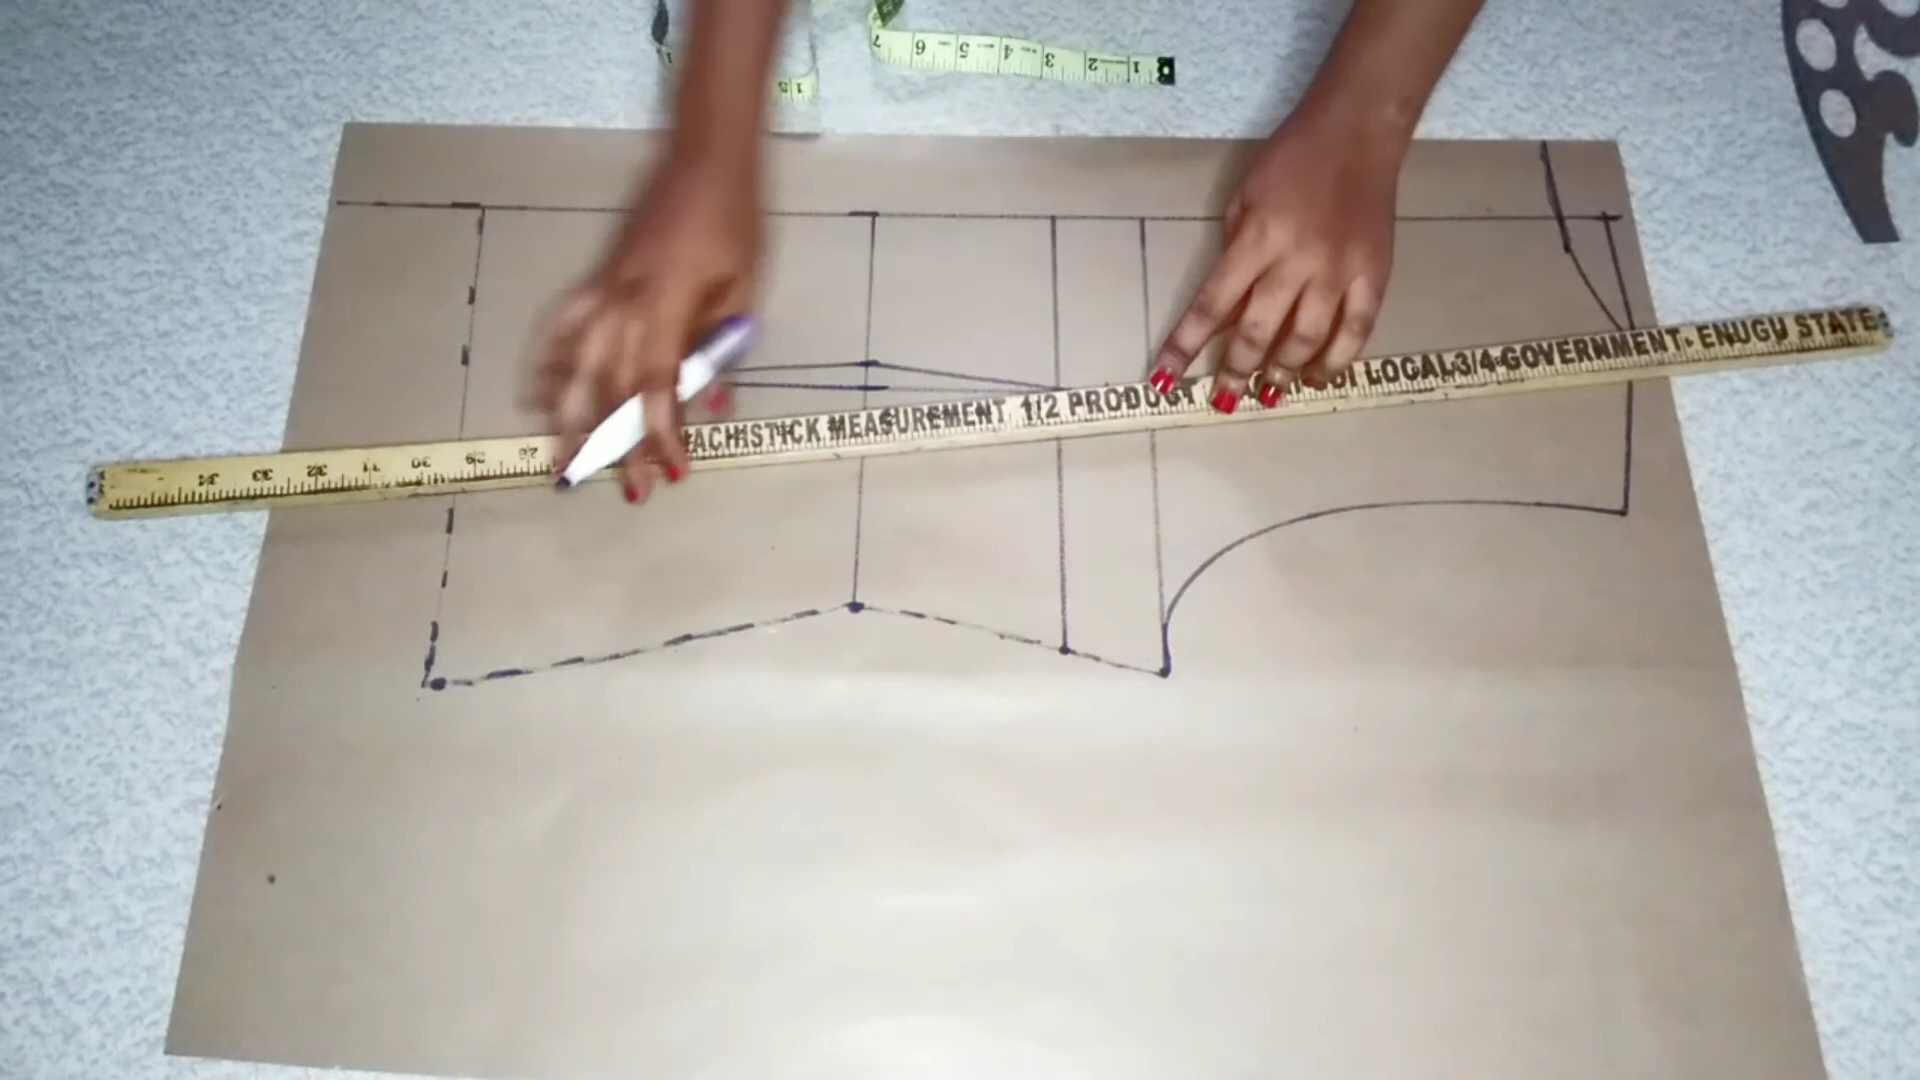 7 6 5 4 3 2 1
ACHISTICK MEASUREMENT 1/2 PRODUCT LOCAL 3/4 GOVERNMENT. ENUGU STATE
34 33 32 31 30 29 28